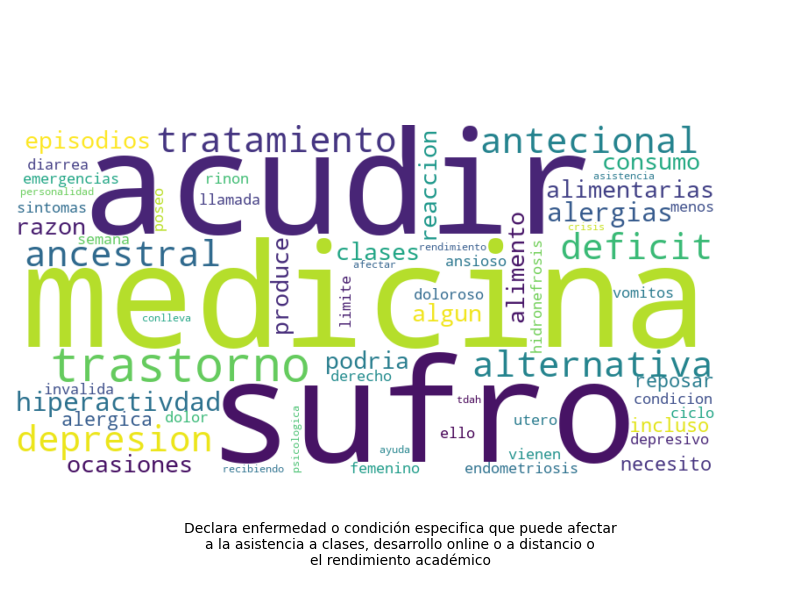 episodios
tratamiento
antecional
diarrea
acudir
reaccion
consumo
emergencias
rinon
asistencia
personalidad
poseo
llamada
alimentarias
sintomas
alergias
menos
razon
semana
crisis
ancestral
produce
clases
rendimiento
alimento
deficit
afectar
ansioso
hidronefrosis
medicina
limite
doloroso
vomitos
conlleva
algun
trastorno
podria
alternativa
derecho
reposar
invalida
sufro
hiperactivdad
tdah
condicion
alergica
dolor
psicologica
utero
ciclo
depresion
ello
incluso
depresivo
ayuda
vienen
ocasiones
recibiendo
femenino
endometriosis
necesito
Declara enfermedad o condición especifica que puede afectar
a la asistencia a clases, desarrollo online o a distancio o
el rendimiento académico